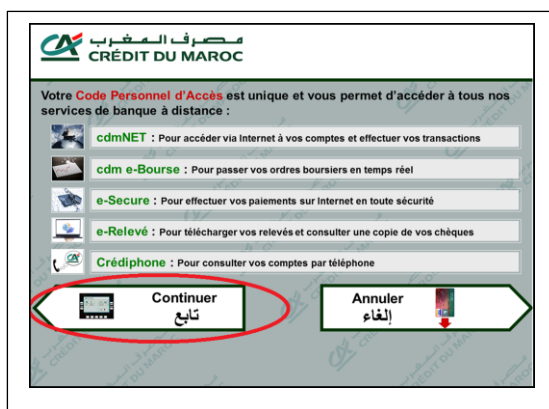 مصرف المغرب
CRÉDIT DU MAROC
Votre Code Personnel d'Accès est unique et vous permet d'accéder à tous nos
services de banque à distance :
cdmNET : Pour accéder via Internet à vos comptes et effectuer vos transactions
cdm e-Bourse : Pour passer vos ordres boursiers en temps réel
e-Secure : Pour effectuer vos paiements sur Internet en toute sécurité
e-Relevé : Pour télécharger vos relevés et consulter une copie de vos chèques
Crédiphone : Pour consulter vos comptes par téléphone
Continuer
تابع
Annuler
إلغاء